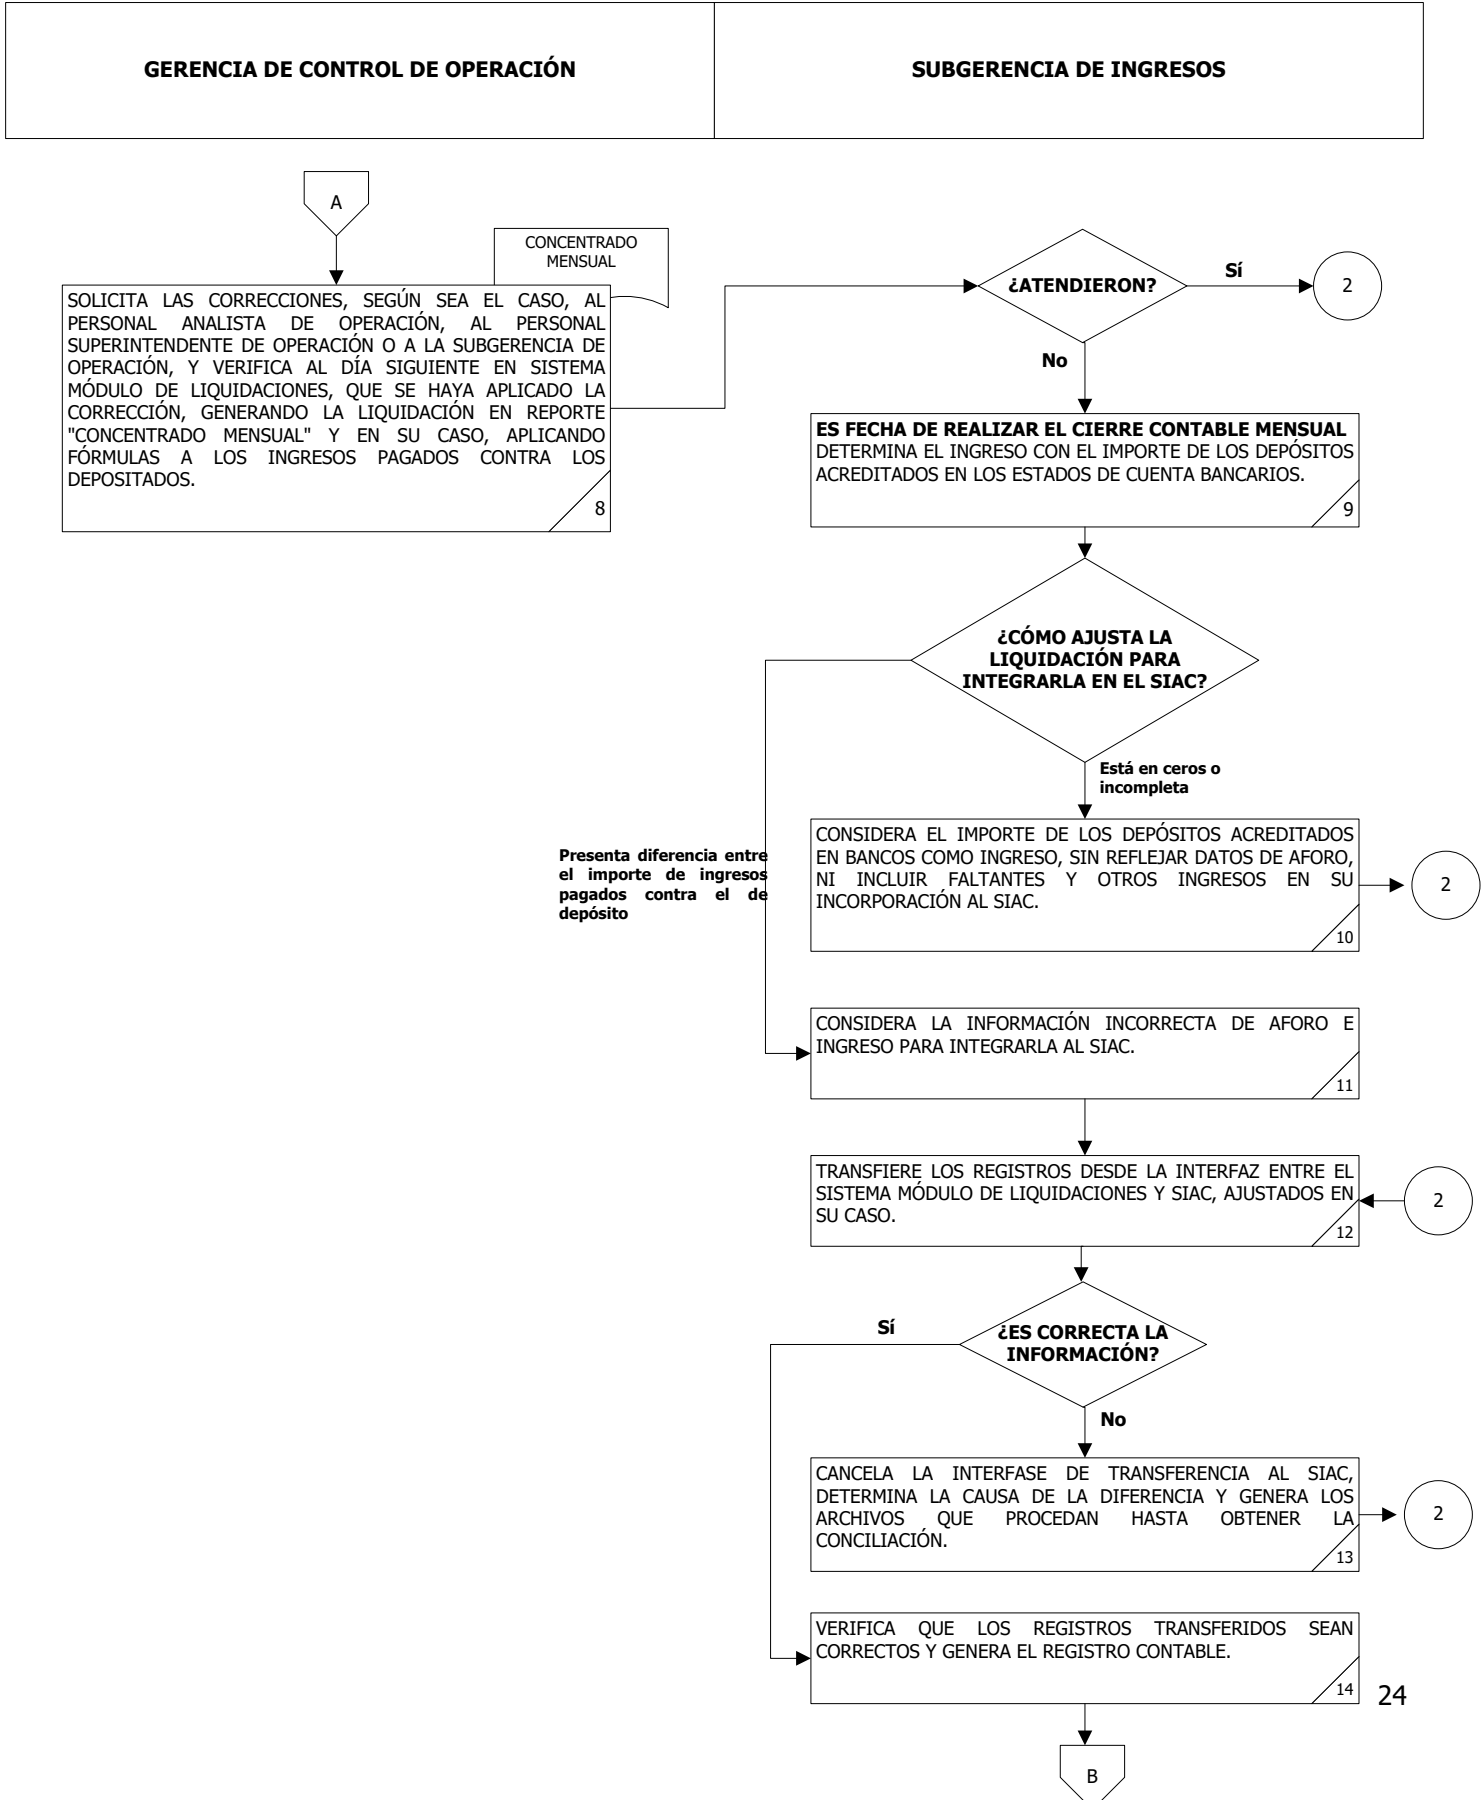 GERENCIA DE CONTROL DE OPERACIÓN
SUBGERENCIA DE INGRESOS
A
CONCENTRADO
MENSUAL
SOLICITA LAS CORRECCIONES, SEGÚN SEA EL CASO, AL
PERSONAL ANALISTA DE OPERACIÓN, AL PERSONAL
SUPERINTENDENTE DE OPERACIÓN O A LA SUBGERENCIA DE
OPERACIÓN, Y VERIFICA AL DÍA SIGUIENTE EN SISTEMA
MÓDULO DE LIQUIDACIONES, QUE SE HAYA APLICADO LA
CORRECCIÓN, GENERANDO LA LIQUIDACIÓN EN REPORTE
"CONCENTRADO MENSUAL" Y EN SU CASO, APLICANDO
FÓRMULAS A LOS INGRESOS PAGADOS CONTRA LOS
DEPOSITADOS.
8
¿ATENDIERON?
Sí
2
No
ES FECHA DE REALIZAR EL CIERRE CONTABLE MENSUAL
DETERMINA EL INGRESO CON EL IMPORTE DE LOS DEPÓSITOS
ACREDITADOS EN LOS ESTADOS DE CUENTA BANCARIOS.
9
¿CÓMO AJUSTA LA
LIQUIDACIÓN PARA
INTEGRARLA EN EL SIAC?
Está en ceros o
incompleta
Presenta diferencia entre
el importe de ingresos
pagados contra el de
depósito
CONSIDERA EL IMPORTE DE LOS DEPÓSITOS ACREDITADOS
EN BANCOS COMO INGRESO, SIN REFLEJAR DATOS DE AFORO,
NI INCLUIR FALTANTES Y OTROS INGRESOS EN SU
INCORPORACIÓN AL SIAC.
10
2
CONSIDERA LA INFORMACIÓN INCORRECTA DE AFORO E
INGRESO PARA INTEGRARLA AL SIAC.
11
TRANSFIERE LOS REGISTROS DESDE LA INTERFAZ ENTRE EL
SISTEMA MÓDULO DE LIQUIDACIONES Y SIAC, AJUSTADOS EN
SU CASO.
12
2
¿ES CORRECTA LA
INFORMACIÓN?
Sí
No
CANCELA LA INTERFASE DE TRANSFERENCIA AL SIAC,
DETERMINA LA CAUSA DE LA DIFERENCIA Y GENERA LOS
ARCHIVOS QUE PROCEDAN HASTA OBTENER LA
CONCILIACIÓN.
13
2
VERIFICA QUE LOS REGISTROS TRANSFERIDOS SEAN
CORRECTOS Y GENERA EL REGISTRO CONTABLE.
14
24
B